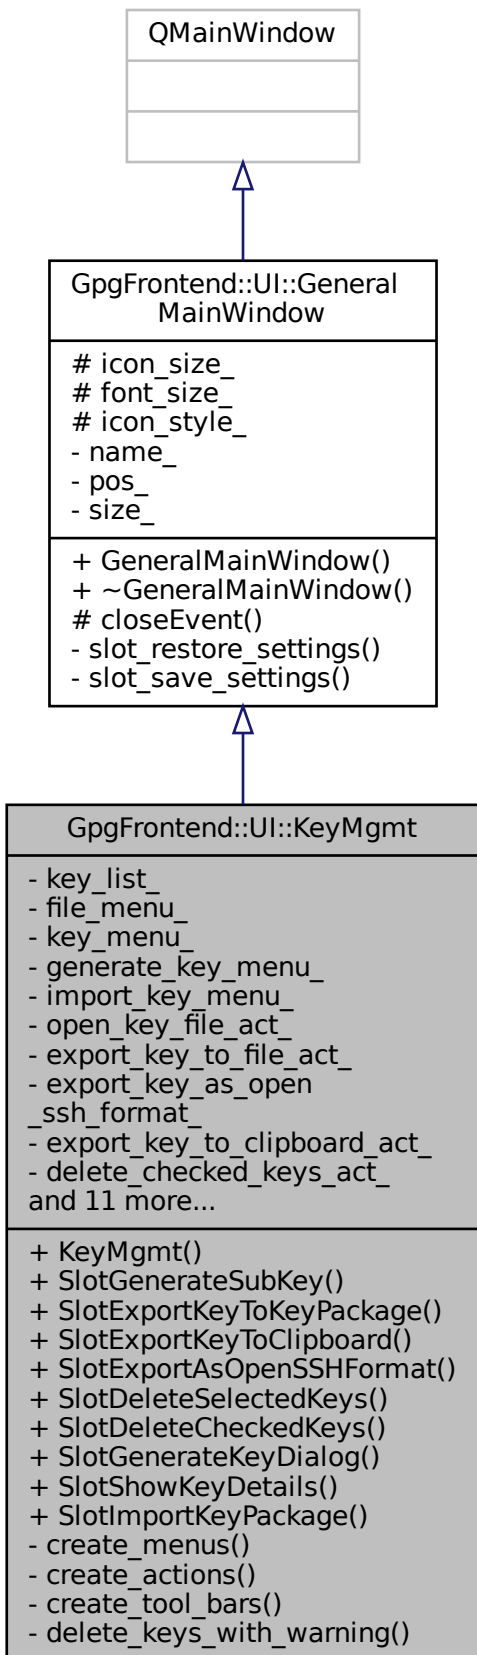 QMainWindow
GpgFrontend::UI::General
MainWindow
# icon_size_
# font_size_
# icon_style_
- name_
- pos_
- size_
+ GeneralMainWindow()
+ ~GeneralMainWindow()
# closeEvent()
- slot_restore_settings()
- slot_save_settings()
GpgFrontend::UI::KeyMgmt
- key_list_
- file_menu_
- key_menu_
- generate_key_menu_
- import_key_menu_
- open_key_file_act_
- export_key_to_file_act_
- export_key_as_open
_ssh_format_
- export_key_to_clipboard_act_
- delete_checked_keys_act_
and 11 more...
+ KeyMgmt()
+ SlotGenerateSubKey()
+ SlotExportKeyToKeyPackage()
+ SlotExportKeyToClipboard()
+ SlotExportAsOpenSSHFormat()
+ SlotDeleteSelectedKeys()
+ SlotDeleteCheckedKeys()
+ SlotGenerateKeyDialog()
+ SlotShowKeyDetails()
+ SlotImportKeyPackage()
- create_menus()
- create_actions()
- create_tool_bars()
- delete_keys_with_warning()